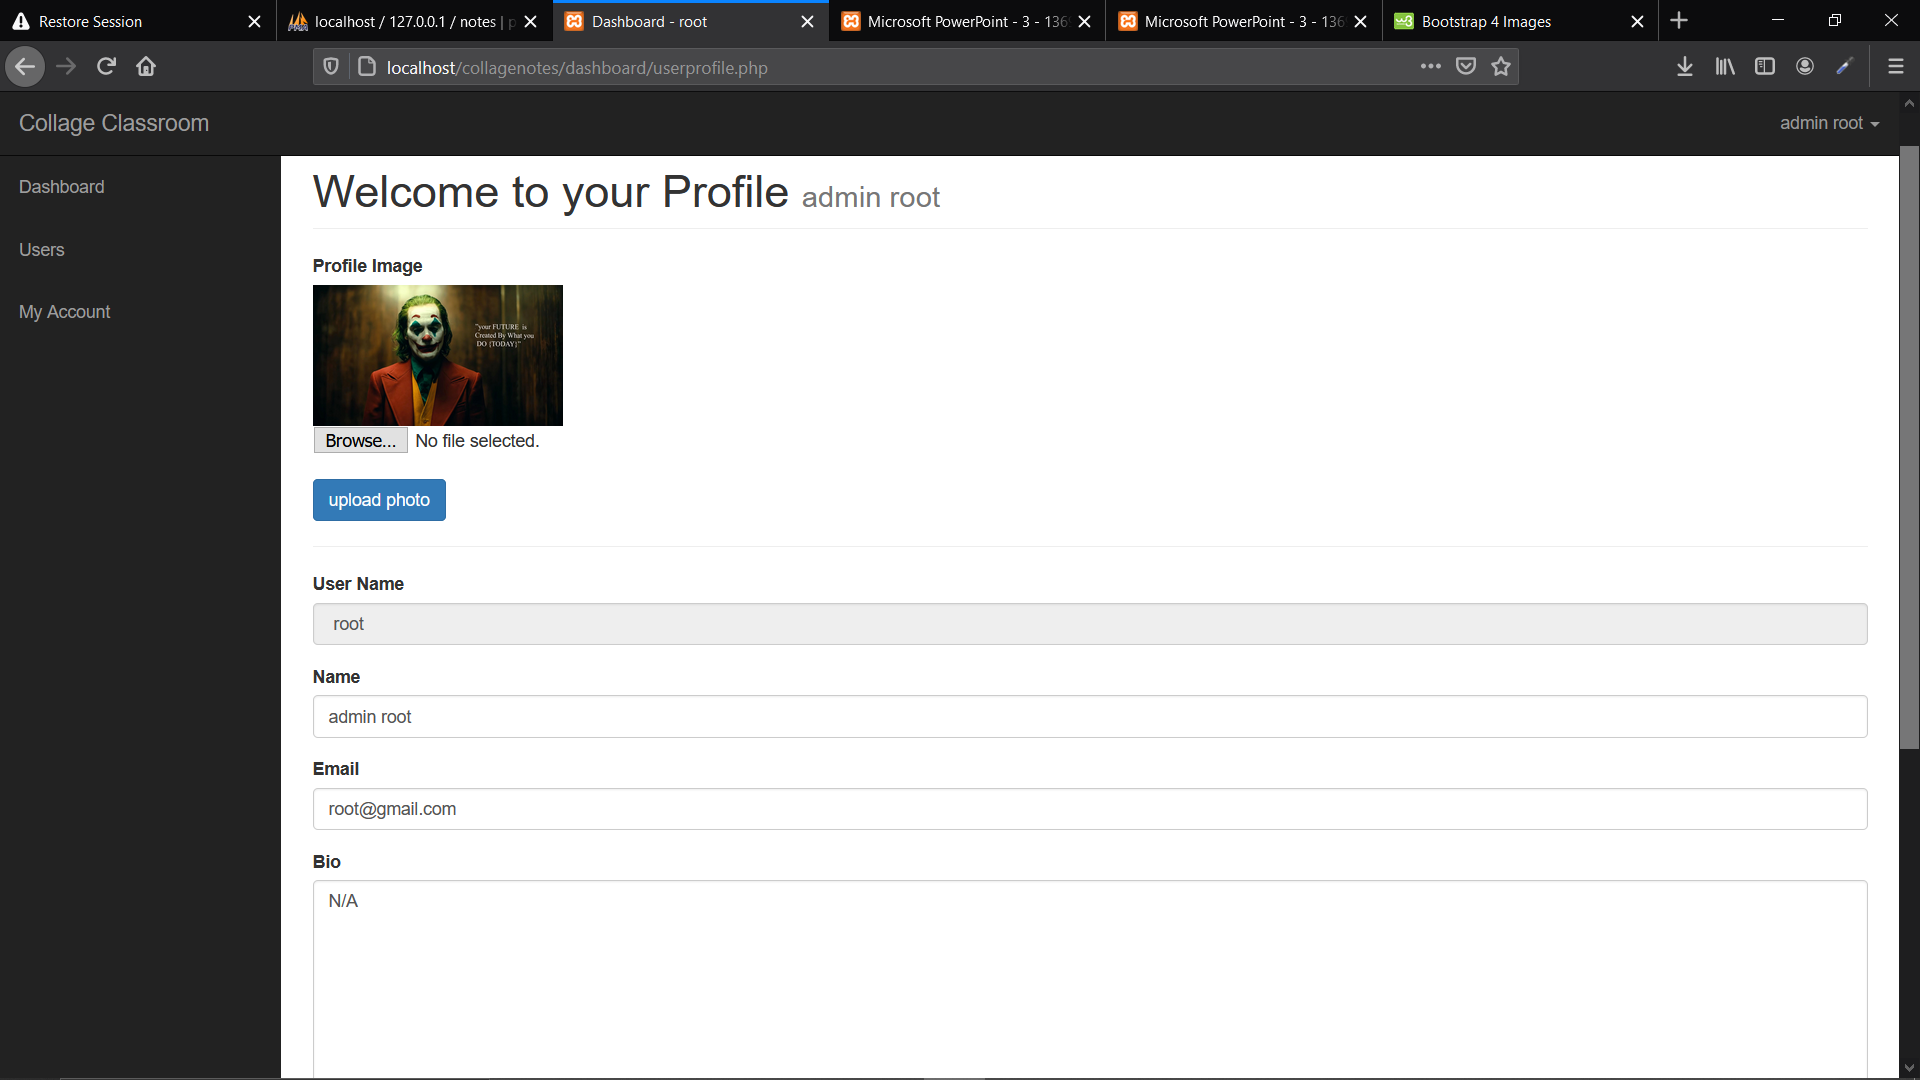 Restore Session
localhost / 127.0.0.1 / notes | p
Dashboard - root
Microsoft PowerPoint - 3 - 136
Microsoft PowerPoint - 3 - 136
Bootstrap 4 Images
localhost/collagenotes/dashboard/userprofile.php
Collage Classroom
admin root
Dashboard
Users
My Account
Welcome to your Profile admin root
Profile Image
"your FUTURE is
Created By What you
DO {TODAY}"
Browse... No file selected.
upload photo
User Name
root
Name
admin root
Email
root@gmail.com
Bio
N/A